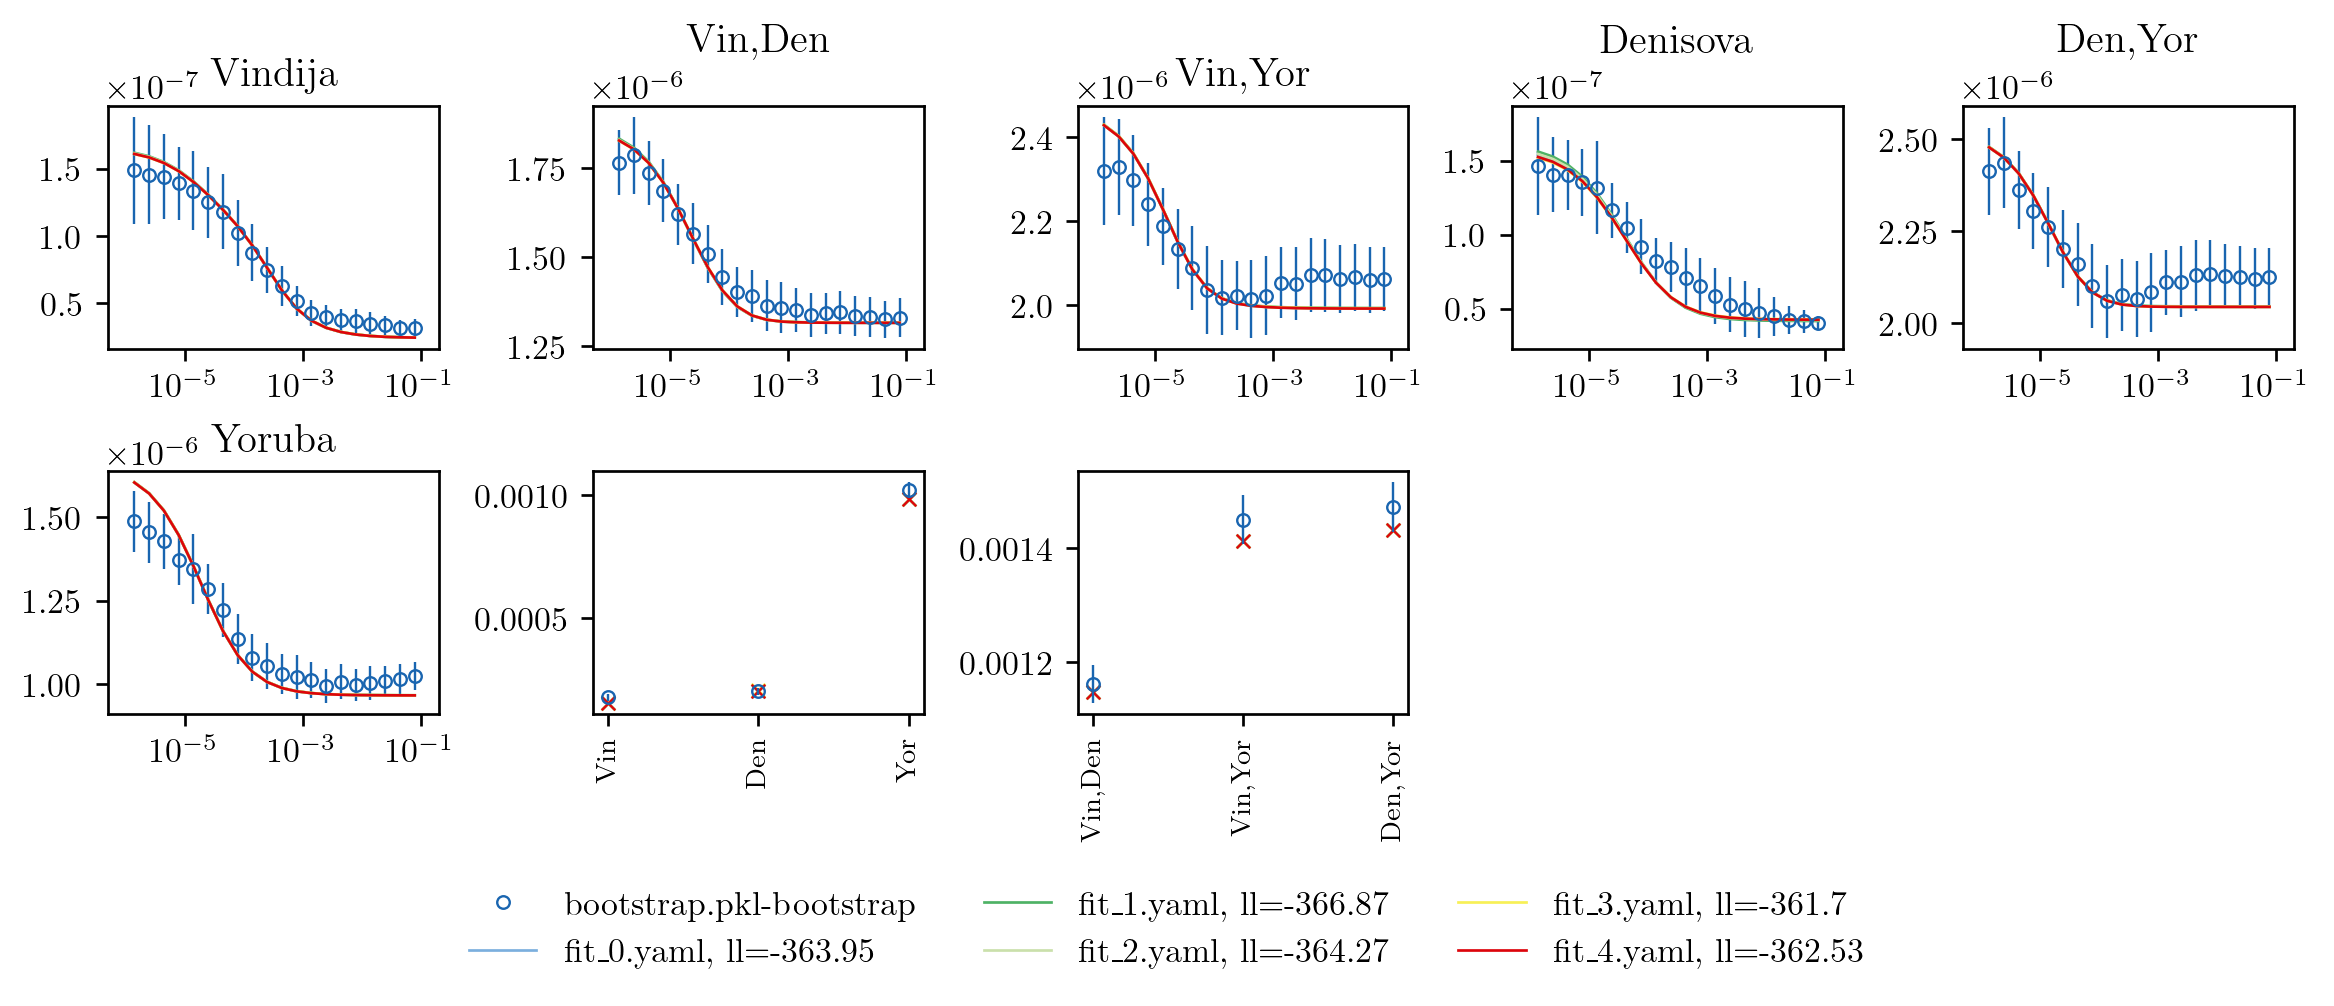 Vindija
×10⁻⁷
1.5
1.0
0.5
10⁻⁵ 10⁻³ 10⁻¹
Vin,Den
×10⁻⁶
1.75
1.50
1.25
10⁻⁵ 10⁻³ 10⁻¹
Vin,Yor
×10⁻⁶
2.4
2.2
2.0
10⁻⁵ 10⁻³ 10⁻¹
Denisova
×10⁻⁷
1.5
1.0
0.5
10⁻⁵ 10⁻³ 10⁻¹
Den,Yor
×10⁻⁶
2.50
2.25
2.00
10⁻⁵ 10⁻³ 10⁻¹
Yoruba
×10⁻⁶
1.50
1.25
1.00
10⁻⁵ 10⁻³ 10⁻¹
0.0010
0.0005
Vin
Den
Yor
0.0014
0.0012
Vin,Den
Vin,Yor
Den,Yor
bootstrap.pkl-bootstrap
fit_0.yaml, ll=-363.95
fit_1.yaml, ll=-366.87
fit_2.yaml, ll=-364.27
fit_3.yaml, ll=-361.7
fit_4.yaml, ll=-362.53